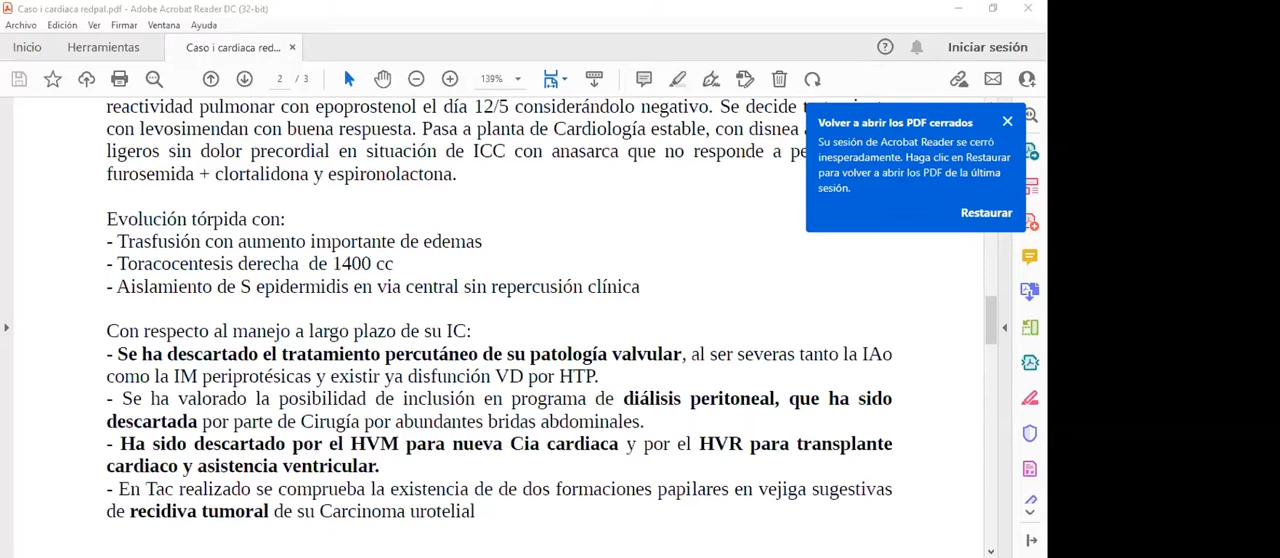 Caso i cardiaca redpal.pdf - Adobe Acrobat Reader DC (32-bit)
Archivo Edición Ver Firmar Ventana Ayuda
Inicio Herramientas Caso i cardiaca red... × Iniciar sesión
2 / 3 139%
reactividad pulmonar con epoprostenol el día 12/5 considerándolo negativo. Se decide
con levosimendan con buena respuesta. Pasa a planta de Cardiología estable, con disnea a
ligeros sin dolor precordial en situación de ICC con anasarca que no responde a pe
furosemida + clortalidona y espironolactona.
Volver a abrir los PDF cerrados
Su sesión de Acrobat Reader se cerró
inesperadamente. Haga clic en Restaurar
para volver a abrir los PDF de la última
sesión.
Restaurar
Evolución tórpida con:
- Trasfusión con aumento importante de edemas
- Toracocentesis derecha de 1400 cc
- Aislamiento de S epidermidis en via central sin repercusión clínica
Con respecto al manejo a largo plazo de su IC:
- Se ha descartado el tratamiento percutáneo de su patología valvular, al ser severas tanto la IAo
como la IM periprotésicas y existir ya disfunción VD por HTP.
- Se ha valorado la posibilidad de inclusión en programa de diálisis peritoneal, que ha sido
descartada por parte de Cirugía por abundantes bridas abdominales.
- Ha sido descartado por el HVM para nueva Cia cardiaca y por el HVR para transplante
cardiaco y asistencia ventricular.
- En Tac realizado se comprueba la existencia de de dos formaciones papilares en vejiga sugestivas
de recidiva tumoral de su Carcinoma urotelial